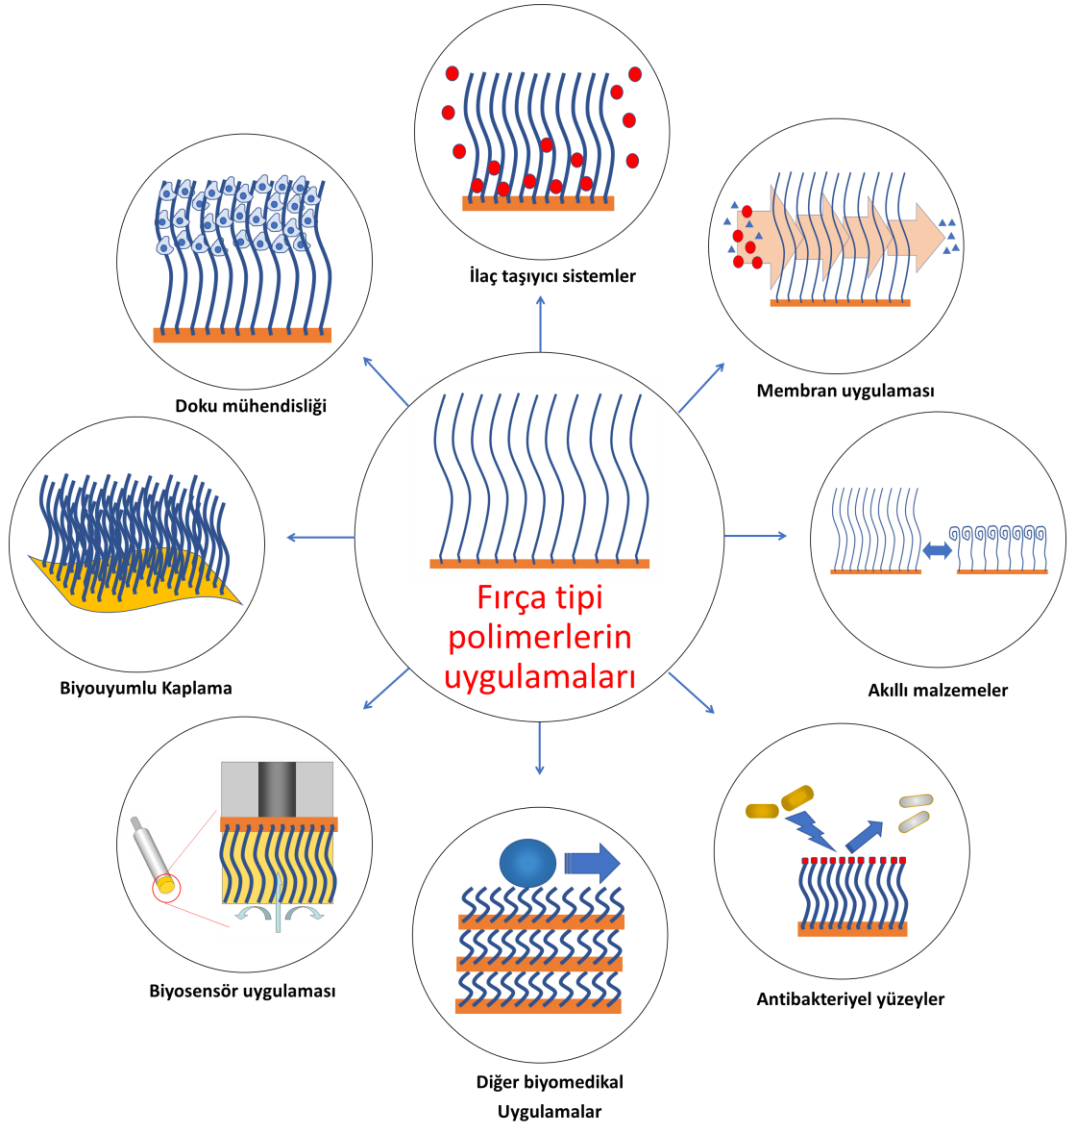 İlaç taşıyıcı sistemler
Membran uygulaması
Doku mühendisliği
Fırça tipi
polimerlerin
uygulamaları
Biyouyumlu Kaplama
Akıllı malzemeler
Biyosensör uygulaması
Antibakteriyel yüzeyler
Diğer biyomedikal
Uygulamalar